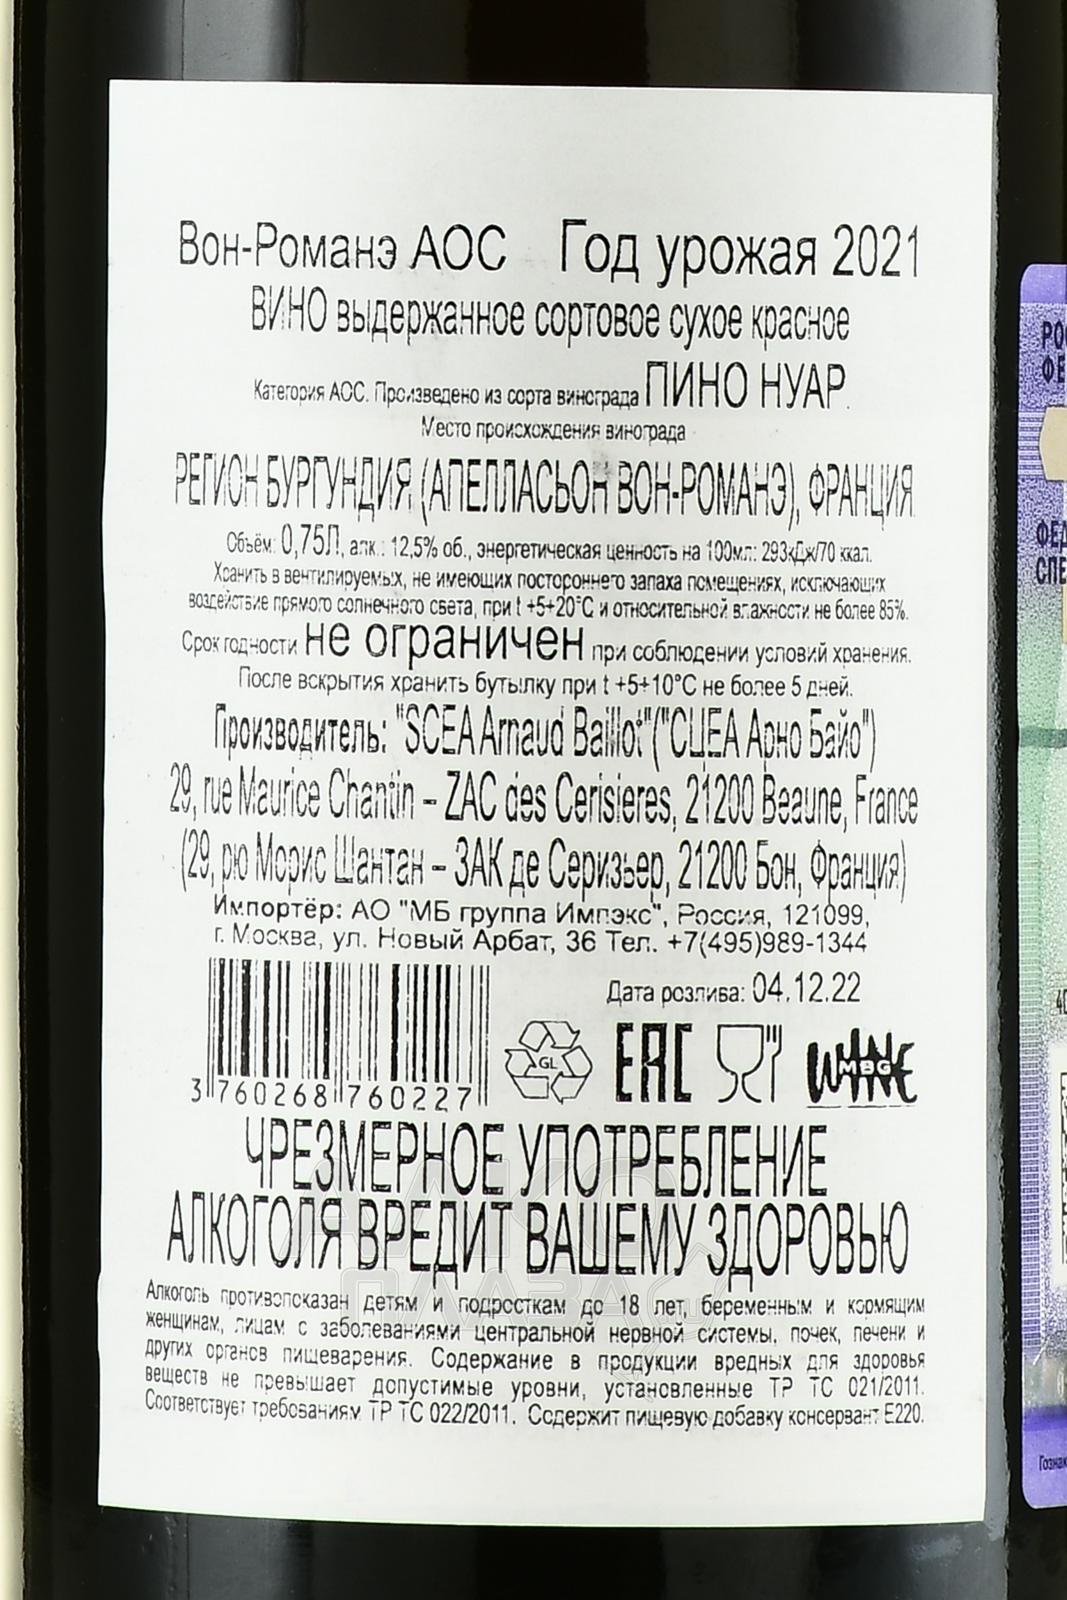 Вон-Романэ АОС Год урожая 2021
ВИНО выдержанное сортовое сухое красное
Категория АОС. Произведено из сорта винограда ПИНО НУАР.
Место происхождения винограда
РЕГИОН БУРГУНДИЯ (АПЕЛЛАСЬОН ВОН-РОМАНЭ), ФРАНЦИЯ
Объём: 0,75Л, алк.: 12,5% об., энергетическая ценность на 100мл: 293кДж/70 ккал.
Хранить в вентилируемых, не имеющих постороннего запаха помещениях, исключающих
воздействие прямого солнечного света, при t +5+20°C и относительной влажности не более 85%.
Срок годности не ограничен при соблюдении условий хранения.
После вскрытия хранить бутылку при t +5+10°C не более 5 дней.
Производитель: "SCEA Arnaud Baillot"("СЦЕА Арно Байо")
29, rue Maurice Chantin – ZAC des Cerisieres, 21200 Beaune, France
(29, рю Морис Шантан – ЗАК де Серизьер, 21200 Бон, Франция)
Импортёр: АО "МБ группа Импэкс", Россия, 121099,
г. Москва, ул. Новый Арбат, 36 Тел. +7(495)989-1344
Дата розлива: 04.12.22
GL
EAC
WINE
MBG
3 760268 760227
ЧРЕЗМЕРНОЕ УПОТРЕБЛЕНИЕ
АЛКОГОЛЯ ВРЕДИТ ВАШЕМУ ЗДОРОВЬЮ
Алкоголь противопоказан детям и подросткам до 18 лет, беременным и кормящим
женщинам, лицам с заболеваниями центральной нервной системы, почек, печени и
других органов пищеварения. Содержание в продукции вредных для здоровья
веществ не превышает допустимые уровни, установленные ТР ТС 021/2011.
Соответствует требованиям ТР ТС 022/2011. Содержит пищевую добавку консервант Е220.